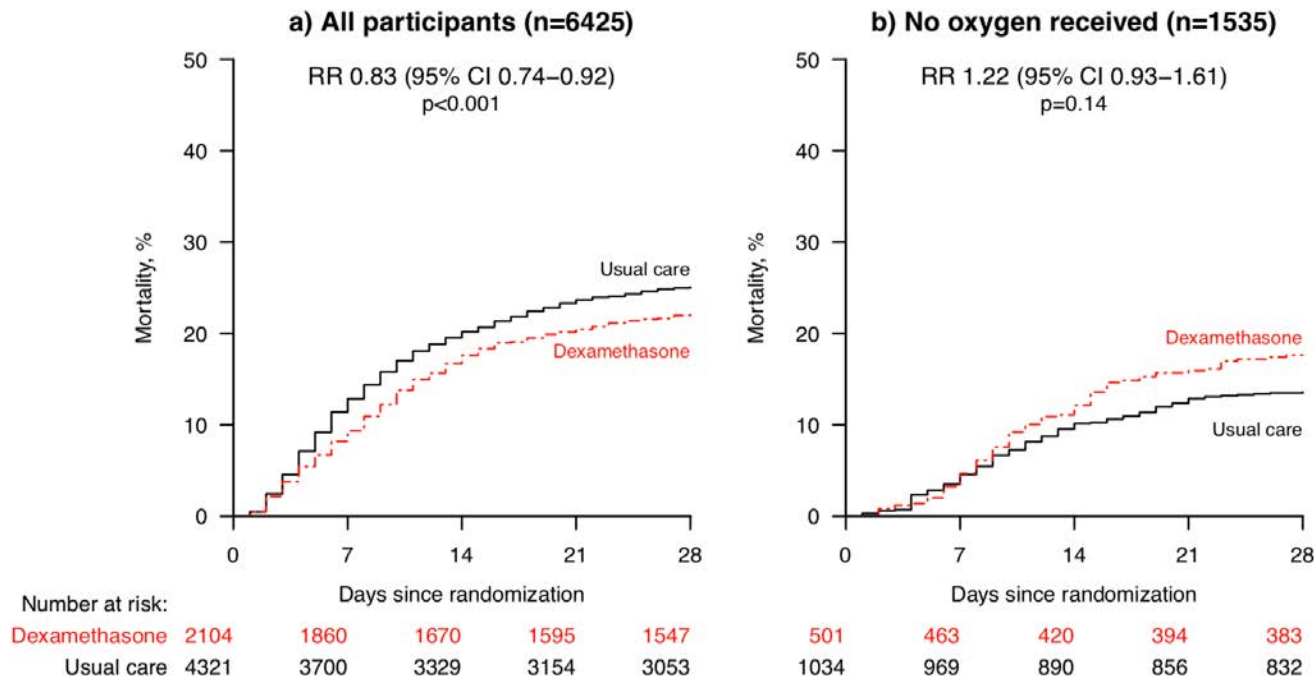 a) All participants (n=6425)
RR 0.83 (95% CI 0.74−0.92)
p<0.001
50
40
30
20
10
0
Mortality, %
Usual care
Dexamethasone
0 7 14 21 28
Days since randomization
b) No oxygen received (n=1535)
RR 1.22 (95% CI 0.93−1.61)
p=0.14
50
40
30
20
10
0
Mortality, %
Dexamethasone
Usual care
0 7 14 21 28
Days since randomization
Number at risk:
Dexamethasone 2104 1860 1670 1595 1547 501 463 420 394 383
Usual care 4321 3700 3329 3154 3053 1034 969 890 856 832